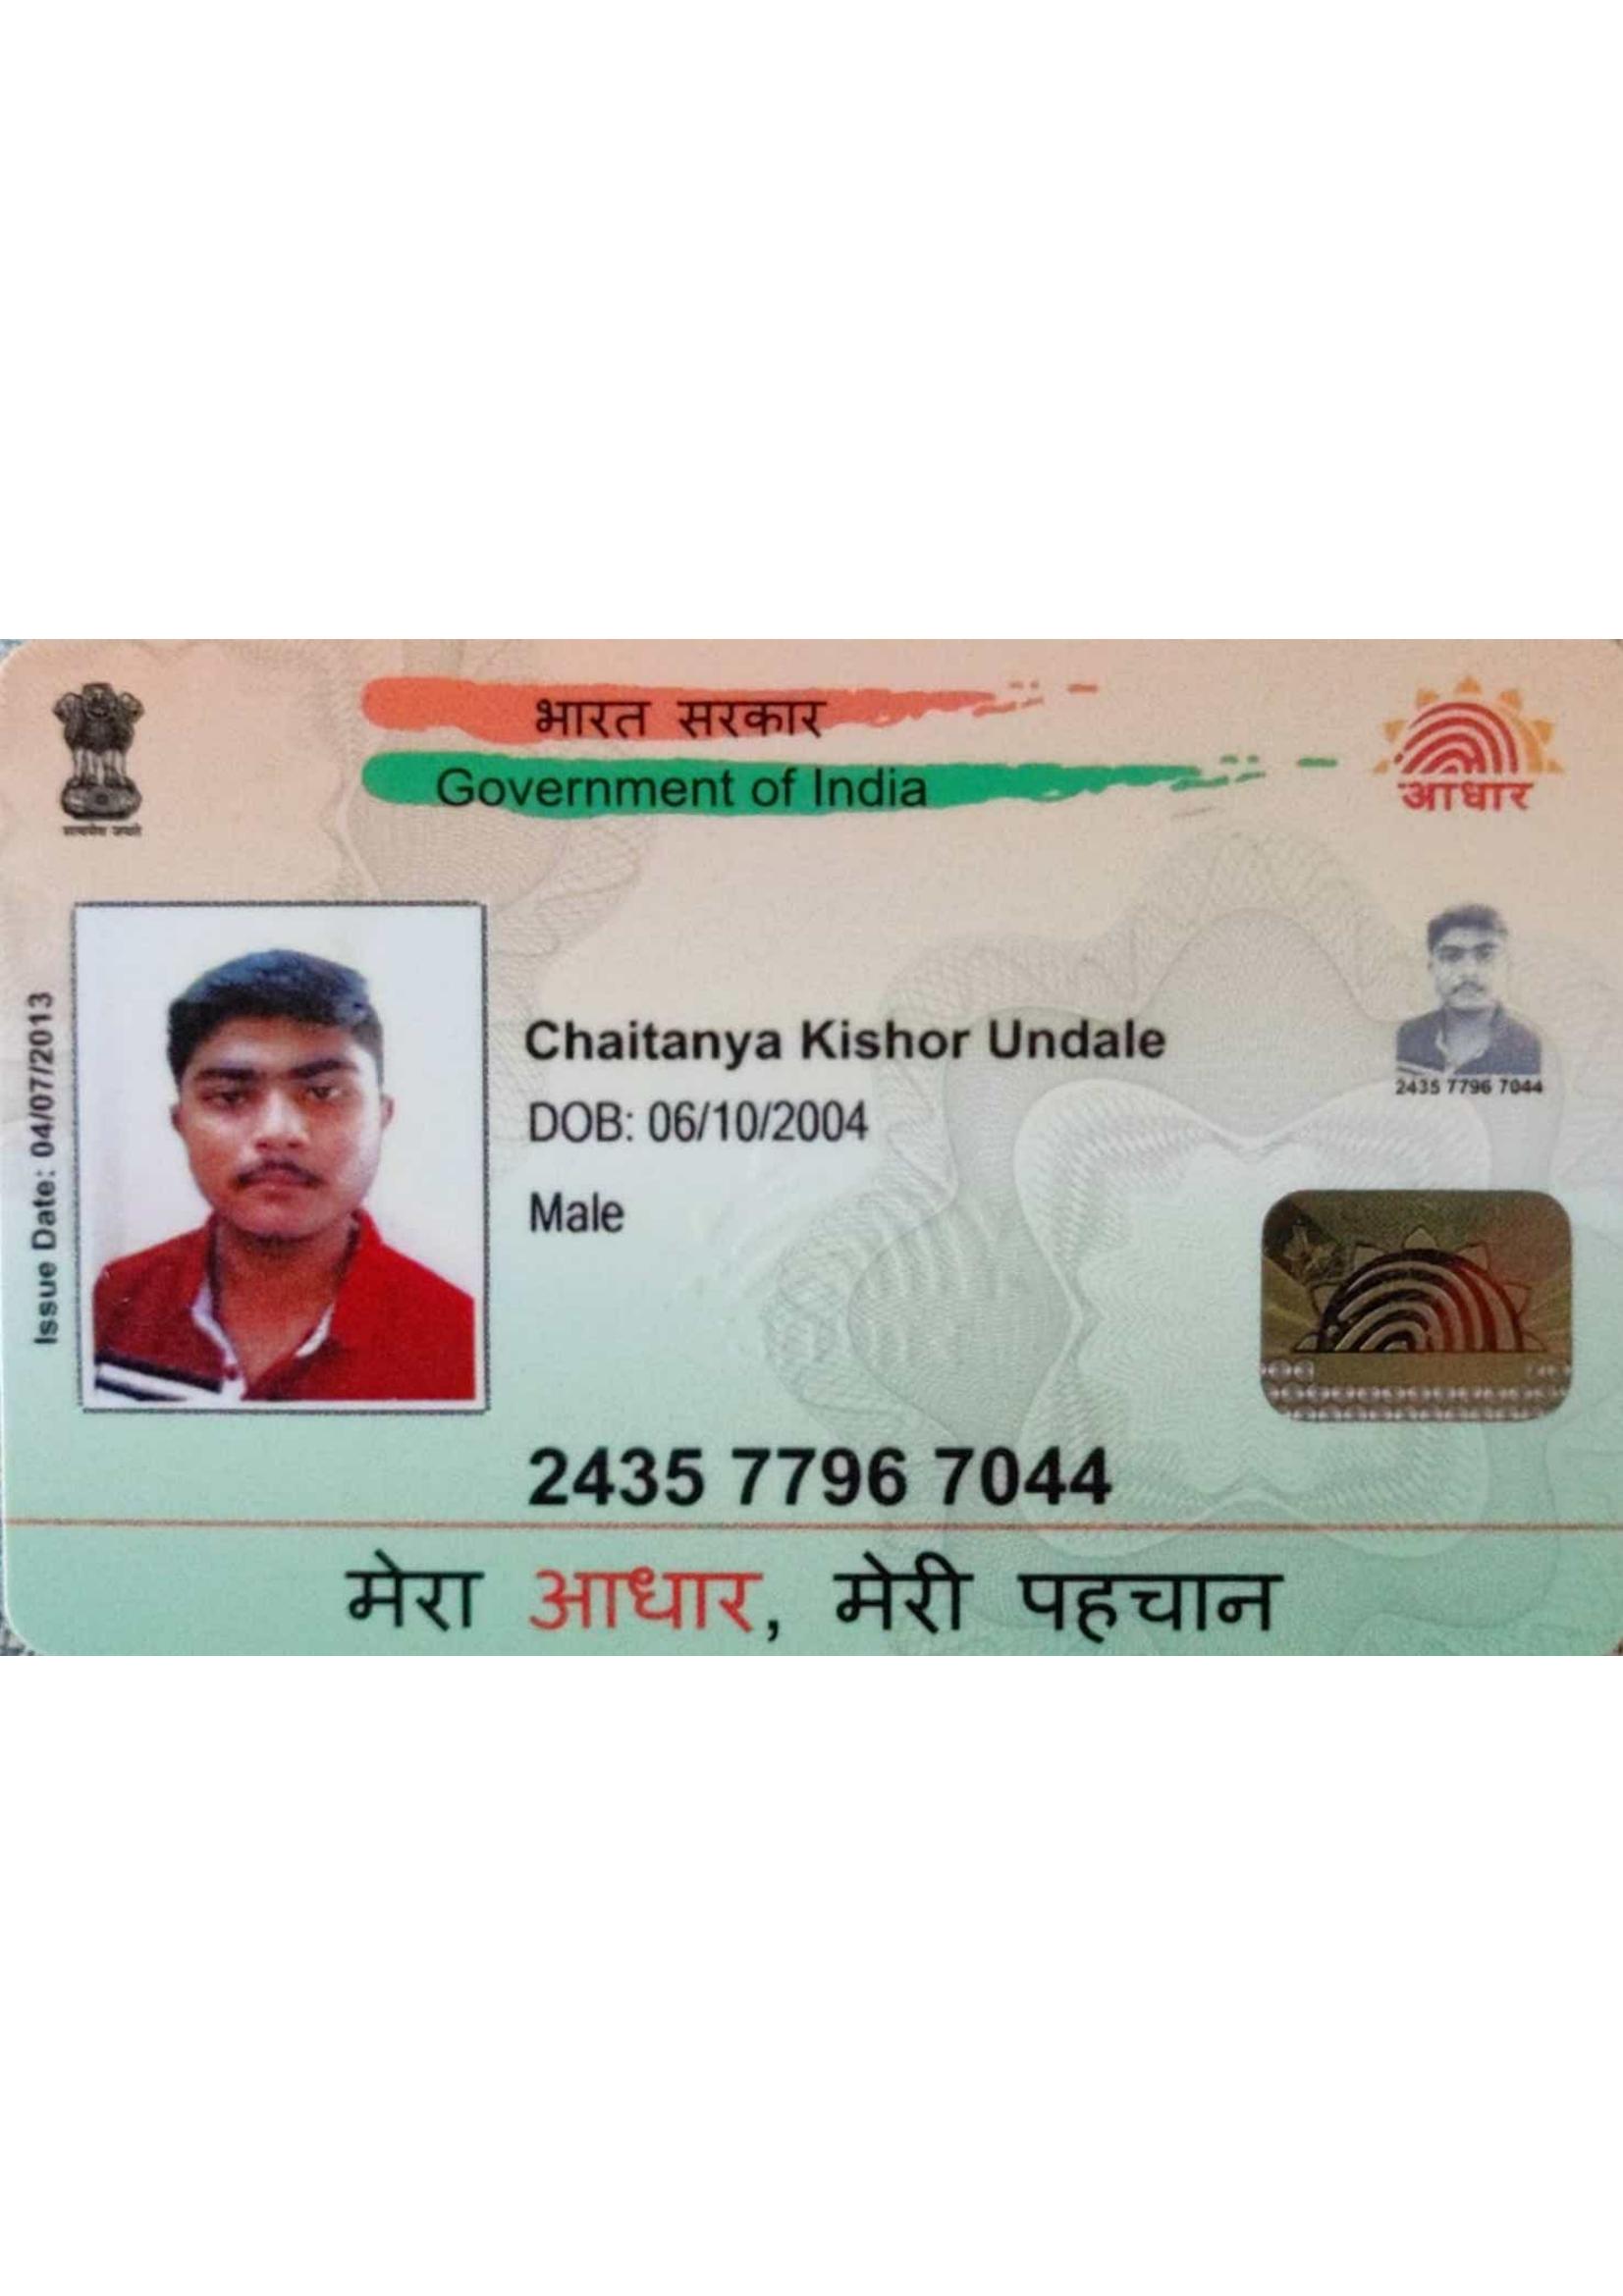 भारत सरकार
Government of India
आधार
सत्यमेव जयते
Issue Date: 04/07/2013
Chaitanya Kishor Undale
DOB: 06/10/2004
Male
2435 7796 7044
2435 7796 7044
मेरा आधार, मेरी पहचान